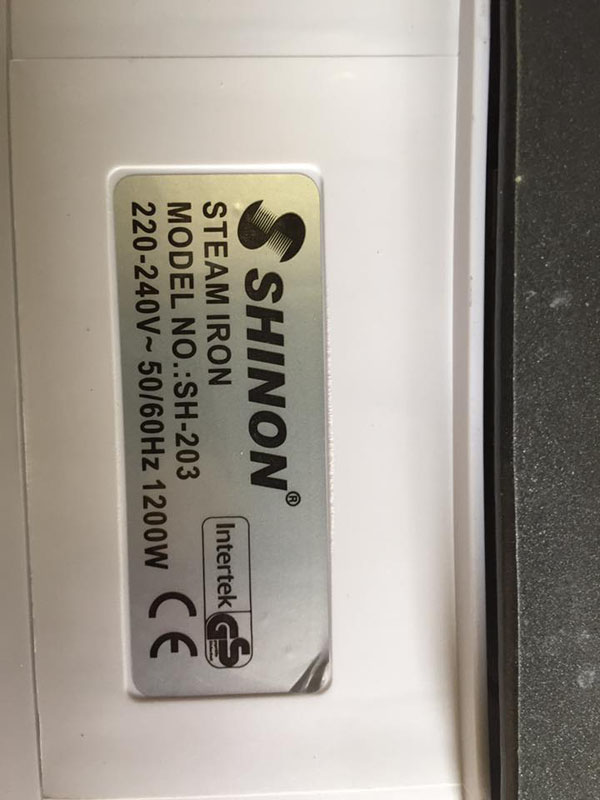 SHINON®
STEAM IRON
MODEL NO.:SH-203
220-240V~ 50/60Hz 1200W
Intertek
GS
CE